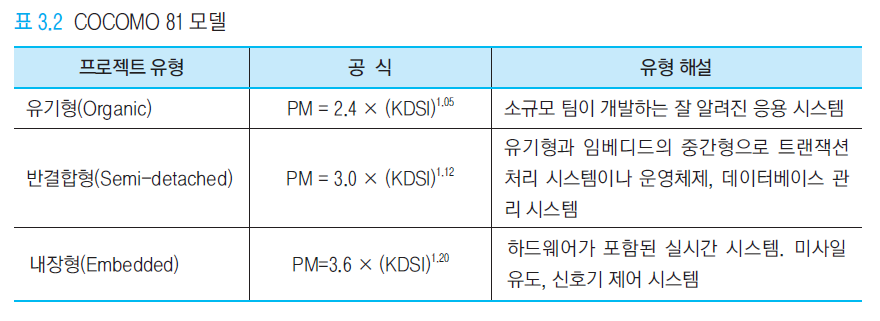 표 3.2 COCOMO 81 모델
프로젝트 유형 공 식 유형 해설
유기형(Organic) PM = 2.4 × (KDSI)^1.05 소규모 팀이 개발하는 잘 알려진 응용 시스템
반결합형(Semi-detached) PM = 3.0 × (KDSI)^1.12 유기형과 임베디드의 중간형으로 트랜잭션
처리 시스템이나 운영체제, 데이터베이스 관
리 시스템
내장형(Embedded) PM=3.6 × (KDSI)^1.20 하드웨어가 포함된 실시간 시스템. 미사일
유도, 신호기 제어 시스템